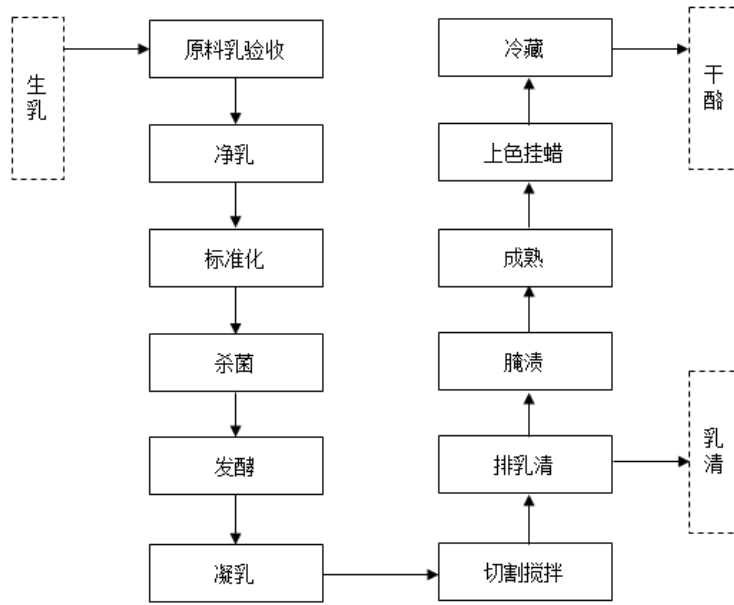 生乳
原料乳验收
净乳
标准化
杀菌
发酵
凝乳
切割搅拌
排乳清
乳清
腌渍
成熟
上色挂蜡
冷藏
干酪